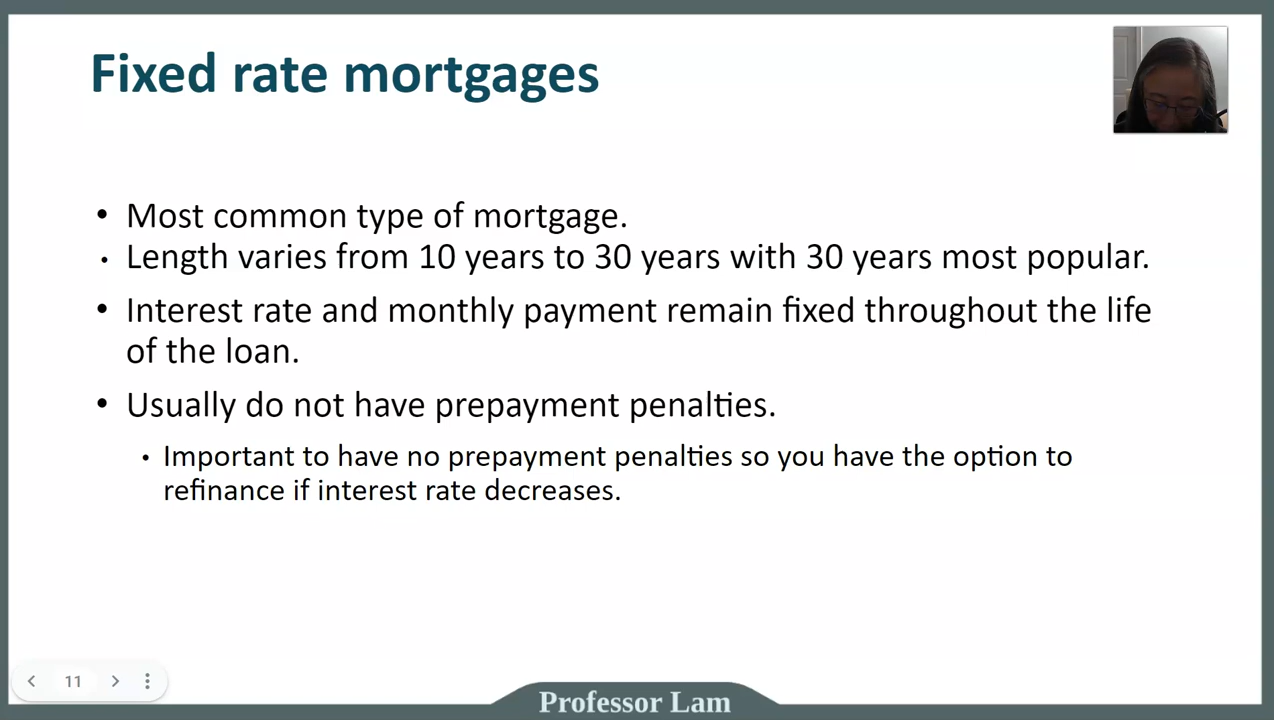 Fixed rate mortgages
• Most common type of mortgage.
• Length varies from 10 years to 30 years with 30 years most popular.
• Interest rate and monthly payment remain fixed throughout the life
of the loan.
• Usually do not have prepayment penalties.
• Important to have no prepayment penalties so you have the option to
refinance if interest rate decreases.
11
Professor Lam